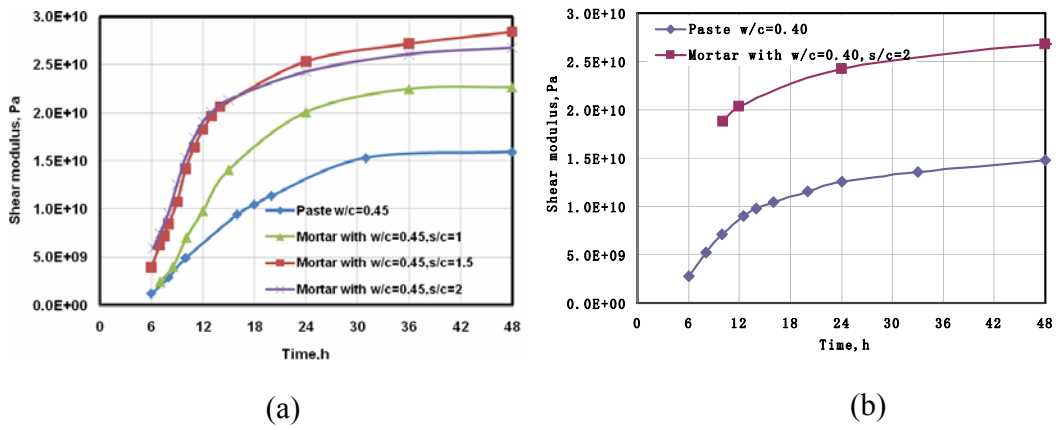 3.0E+10
2.5E+10
2.0E+10
1.5E+10
1.0E+10
5.0E+09
0.0E+00
Shear modulus, Pa
0 6 12 18 24 30 36 42 48
Time,h
Paste w/c=0.45
Mortar with w/c=0.45,s/c=1
Mortar with w/c=0.45,s/c=1.5
Mortar with w/c=0.45,s/c=2
(a)
3.0E+10
2.5E+10
2.0E+10
1.5E+10
1.0E+10
5.0E+09
0.0E+00
Shear modulus,Pa
0 6 12 18 24 30 36 42 48
Time,h
Paste w/c=0.40
Mortar with w/c=0.40,s/c=2
(b)